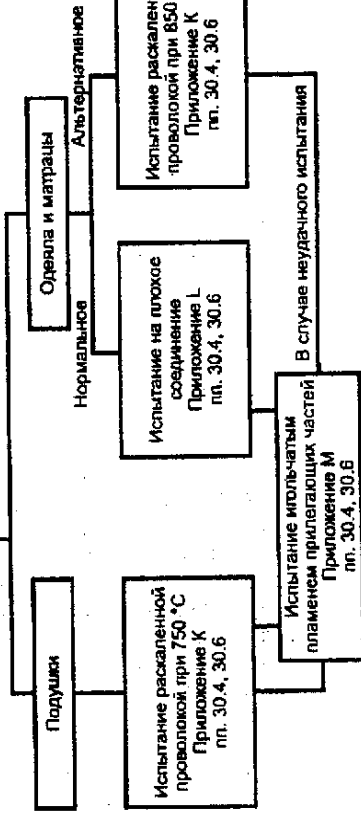 Подушки
Одеяла и матрацы
Нормальное
Альтернативное
Испытание раскаленной
проволокой при 750 °С
Приложение К
пп. 30.4, 30.6
Испытание на плохое
соединение
Приложение L
пп. 30.4, 30.6
Испытание
проволокой при 850
Приложение К
пп. 30.4, 30.6
В случае неудачного испытания
Испытание игольчатым
пламенем прилегающих частей
Приложение М
пп. 30.4, 30.6